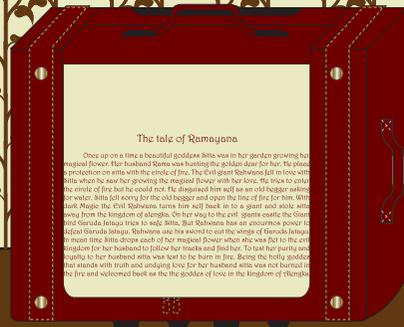 The tale of Ramayana
Once up on a time a beautiful goddess Sitta was in her garden growing her
magical flower. Her husband Rama was hunting the golden dear for her. He place
a protection on sitta with the circle of fire. The Evil giant Rahwana fell in love with
Sitta when he saw her growing the magical flower with her love. He tries to enter
the circle of fire but he could not. He disguised him self as an old begger asking
for water. Sitta fell sorry for the old begger and open the line of fire for him. With
dark Magic the Evil Rahwana turns him self back in to a giant and stole sitta
away from the kingdom of alengka. On her way to the evil giants castle the Giant
bird Garuda Jatayu tries to safe Sitta, But Rahwana has an enourmos power to
defeat Garuda Jatayu. Rahwana use his sword to cut the wings of Garuda Jatayu.
In mean time Sitta drops each of her magical flower when she was flet to the evil
kingdom for her husband to follow her tracks and find her. To test her purity and
loyalty to her husband sitta was test to be burn in fire. Being the holly goddes
that stands with truth and undying love for her husband sitta was not burned in
the fire and welcomed back as the the goddes of love in the kingdom of